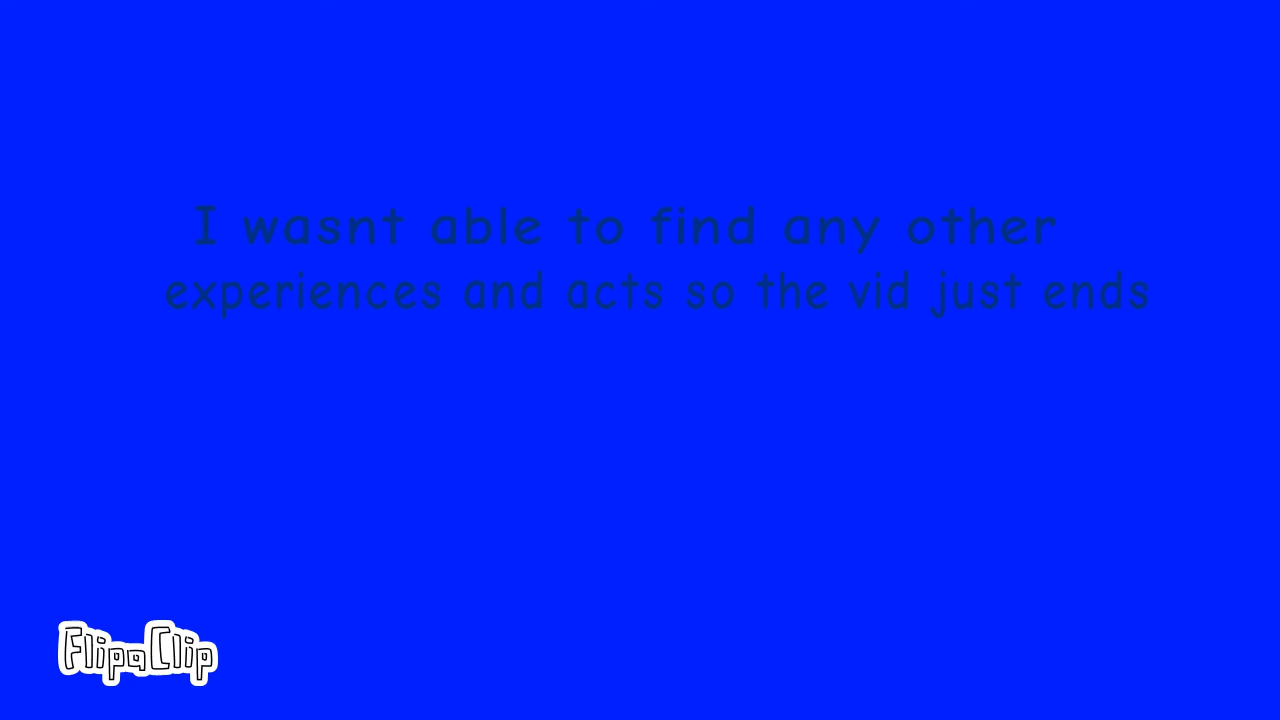 I wasnt able to find any other
experiences and acts so the vid just ends
FlipaClip